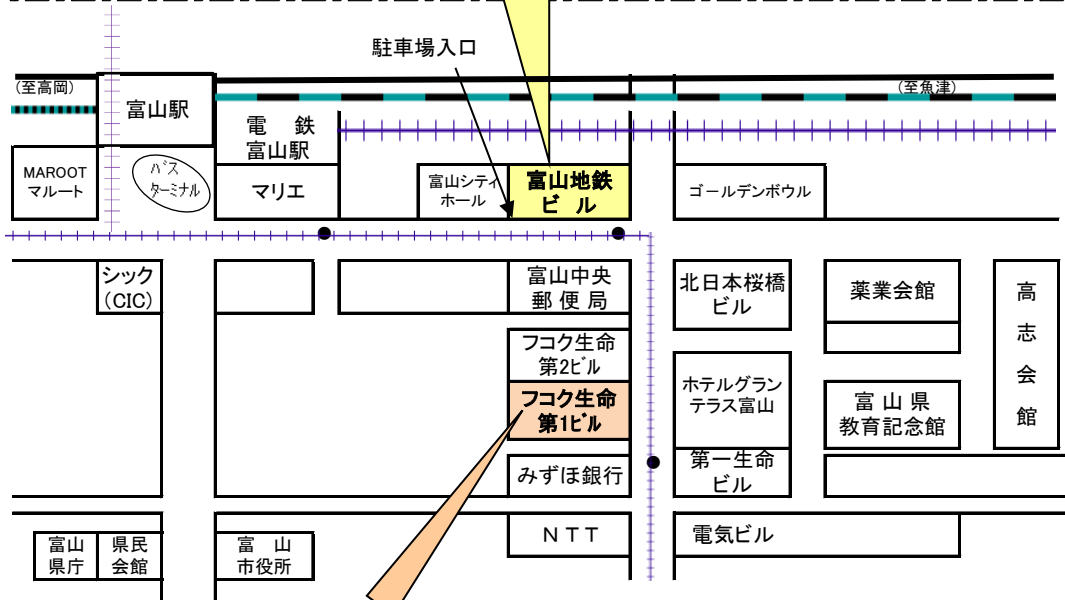 駐車場入口
(至高岡)
(至魚津)
富山駅
電　鉄
富山駅
MAROOT
マルート
バス
ターミナル
マリエ
富山シティ
ホール
富山地鉄
ビ　ル
ゴールデンボウル
シック
(CIC)
富山中央
郵 便 局
北日本桜橋
ビル
薬業会館
高
志
会
館
フコク生命
第2ビル
フコク生命
第1ビル
ホテルグラン
テラス富山
富 山 県
教育記念館
みずほ銀行
第一生命
ビル
富山
県庁
県民
会館
富　山
市役所
ＮＴＴ
電気ビル